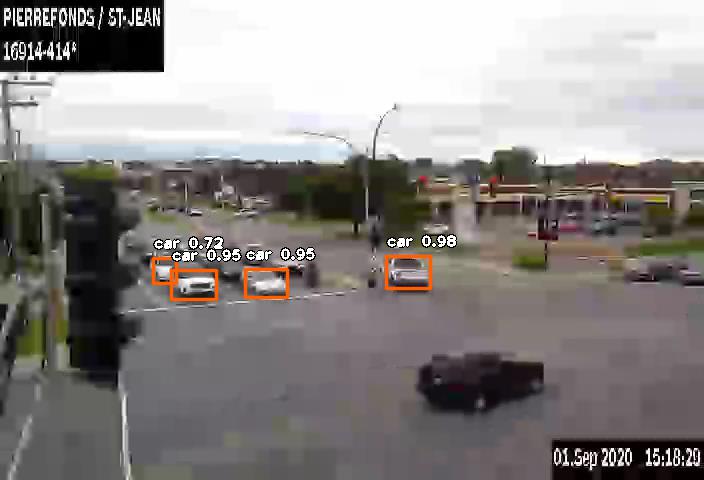 PIERREFONDS / ST-JEAN
16914-414*
car 0.72
car 0.95
car 0.95
car 0.98
01.Sep 2020 15:18:29